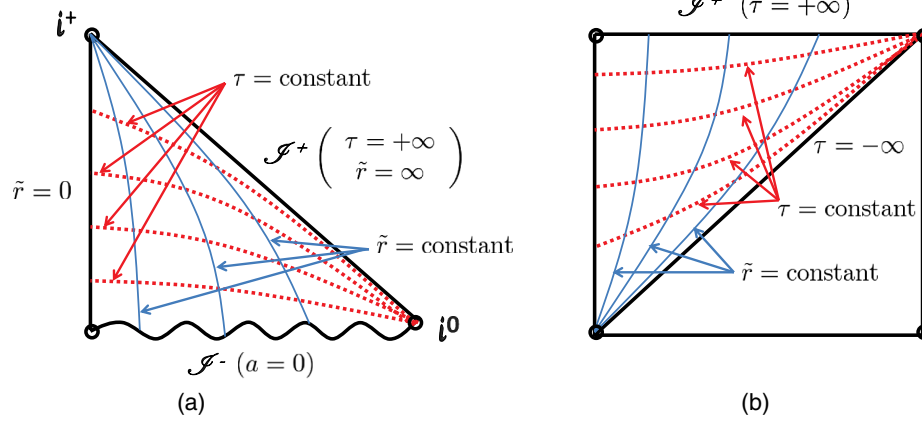 i⁺
τ = constant
𝒥⁺ ( τ = +∞
r̃ = ∞ )
r̃ = 0
r̃ = constant
i⁰
𝒥⁻ (a = 0)
(a)
𝒥⁺ (τ = +∞)
τ = −∞
τ = constant
r̃ = constant
(b)